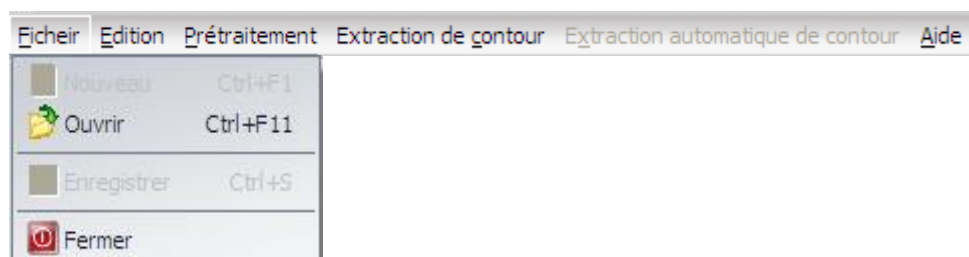 Ficheir Edition Prétraitement Extraction de contour Extraction automatique de contour Aide
Nouveau Ctrl+F1
Ouvrir Ctrl+F11
Enregistrer Ctrl+S
Fermer